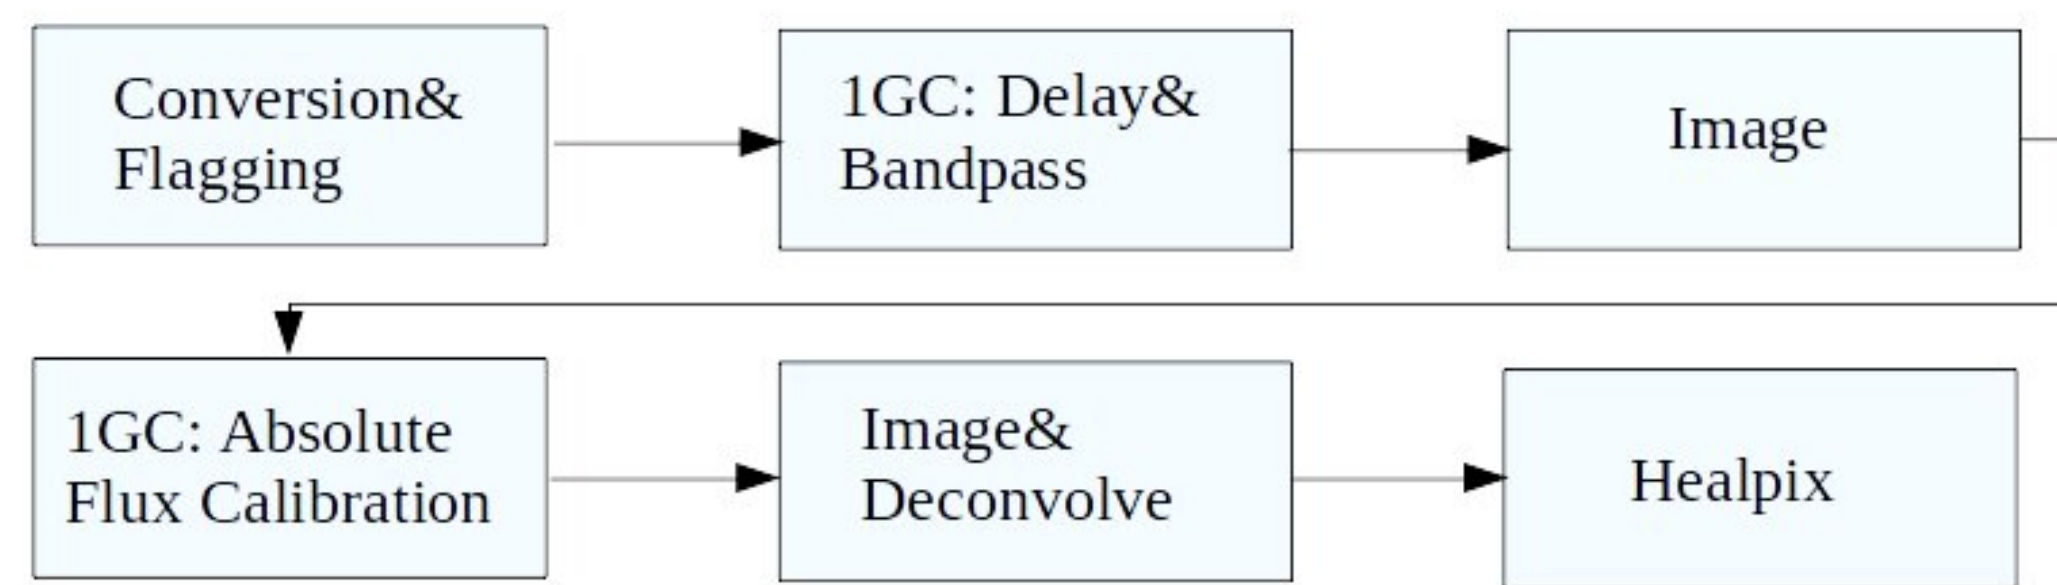 Conversion&
Flagging
1GC: Delay&
Bandpass
Image
1GC: Absolute
Flux Calibration
Image&
Deconvolve
Healpix